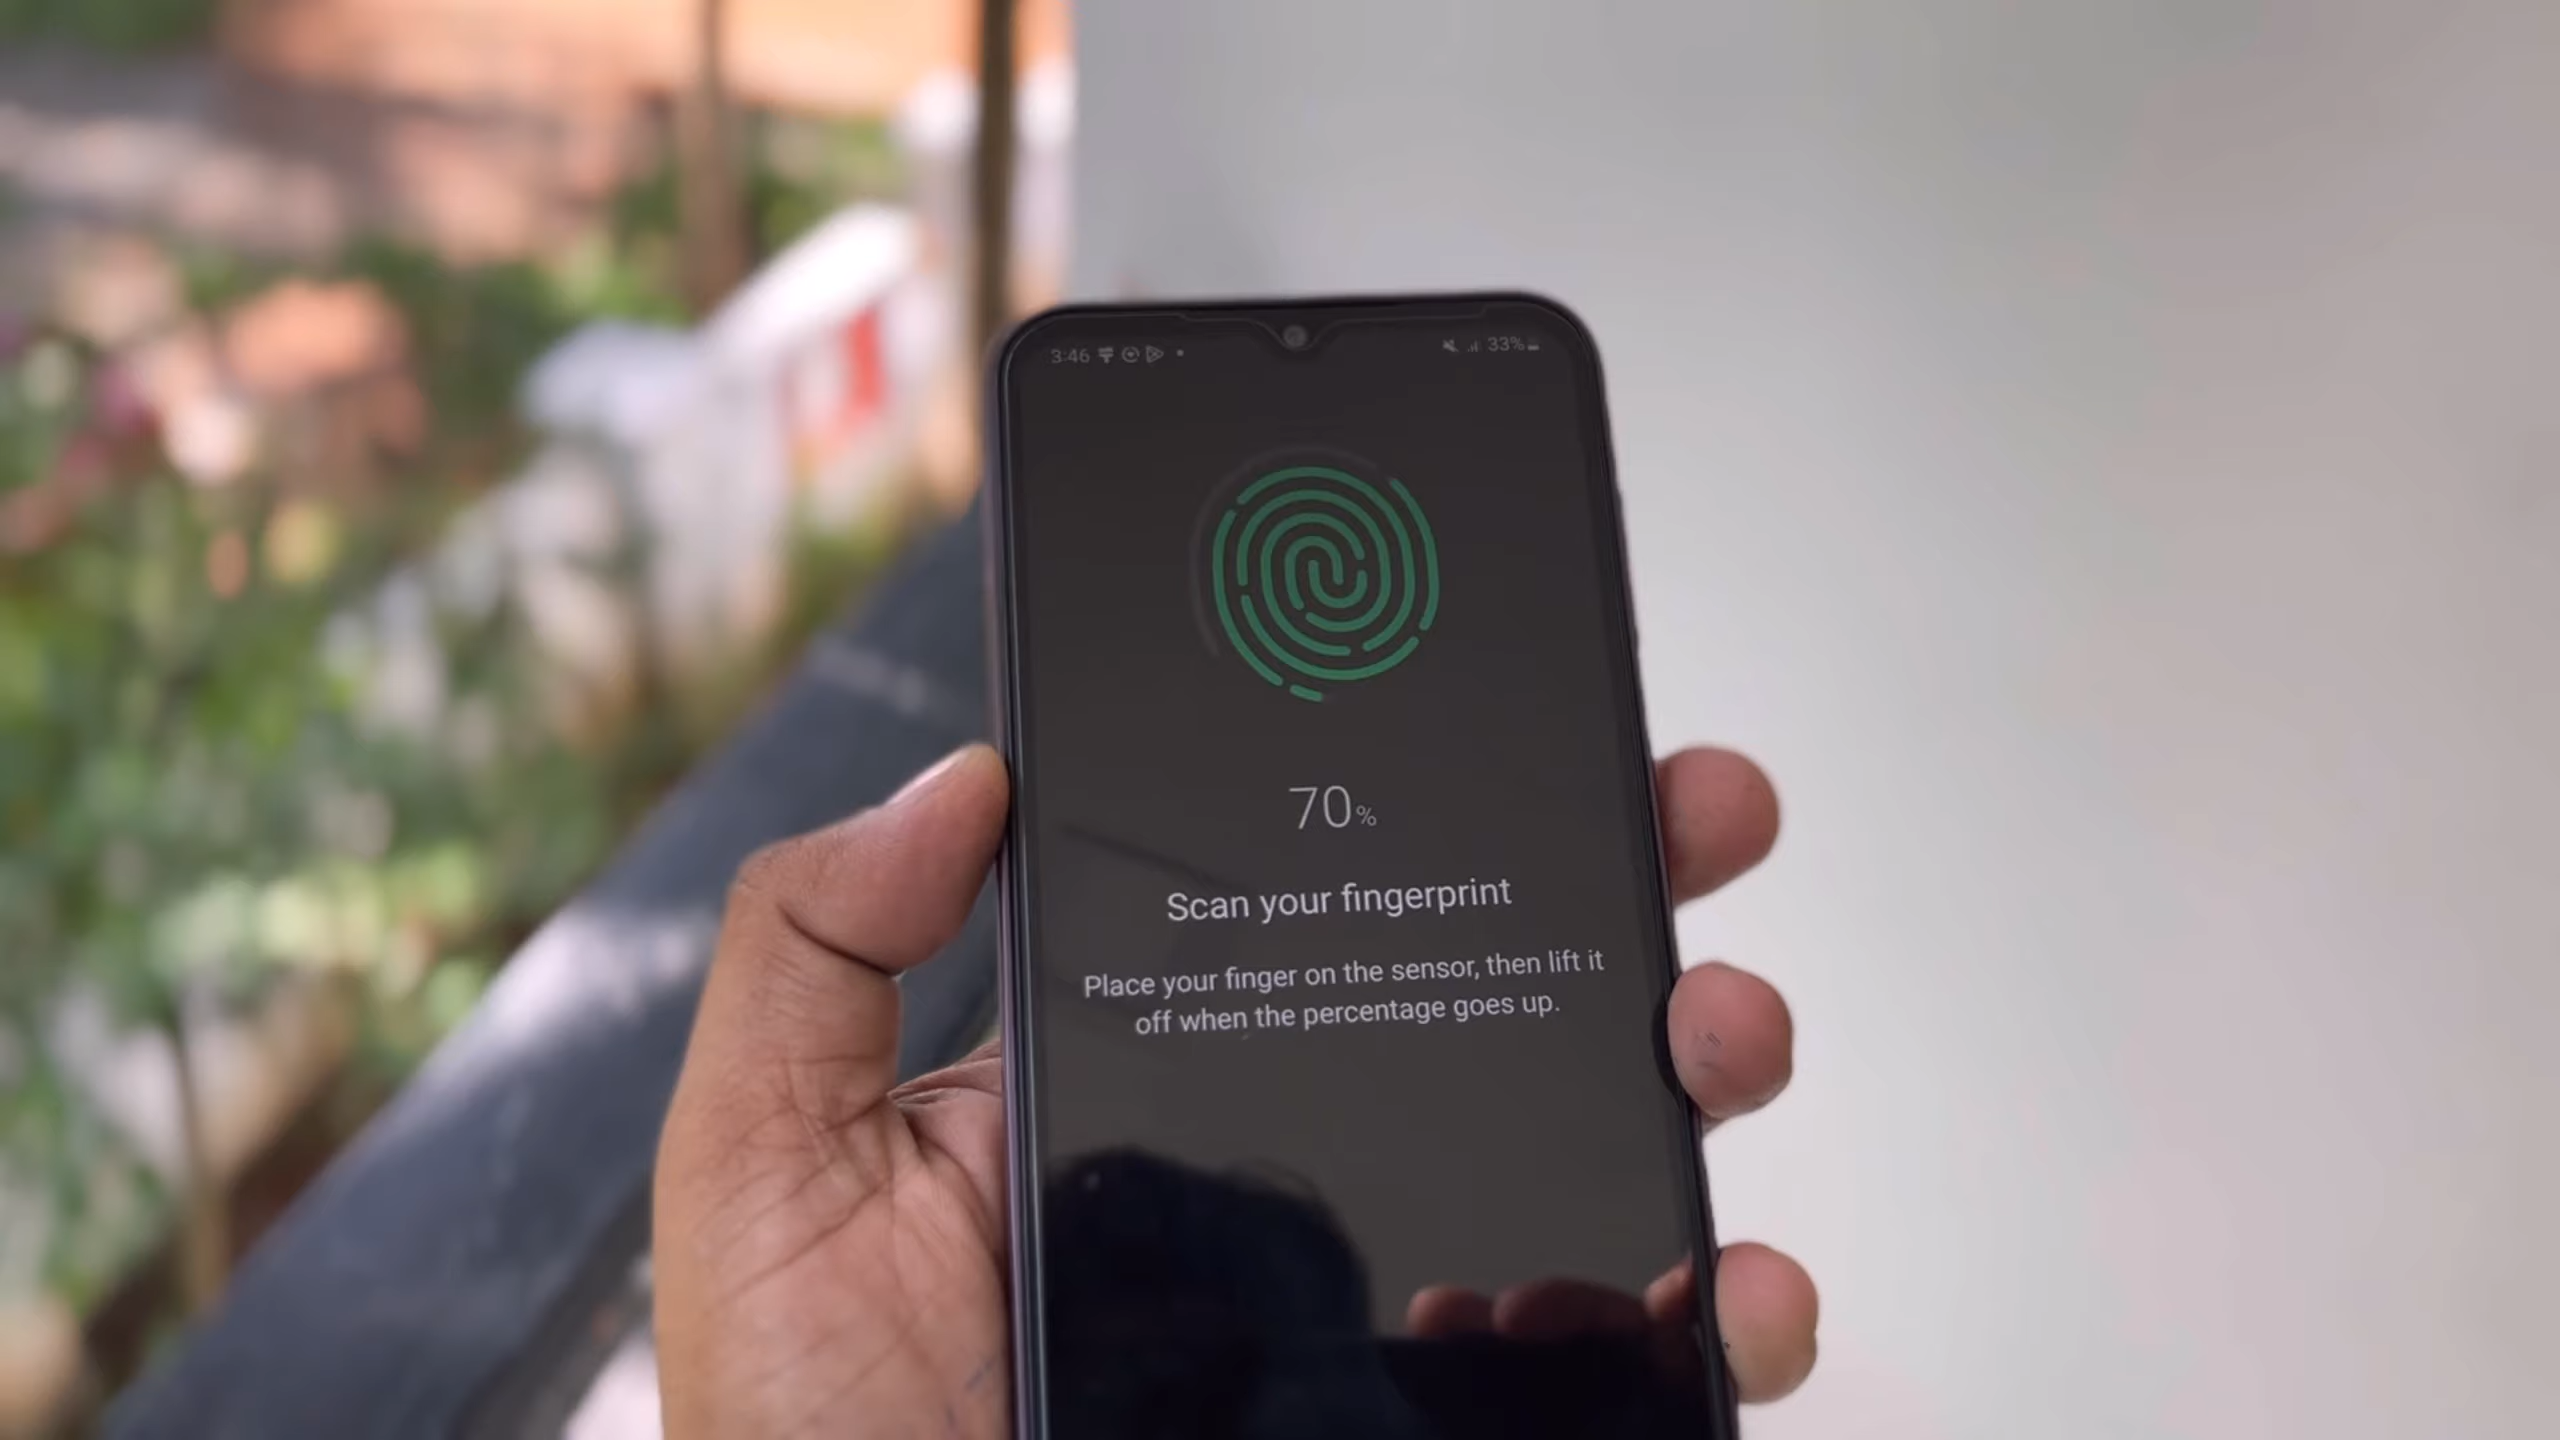 3:46 33%
70%
Scan your fingerprint
Place your finger on the sensor, then lift it
off when the percentage goes up.